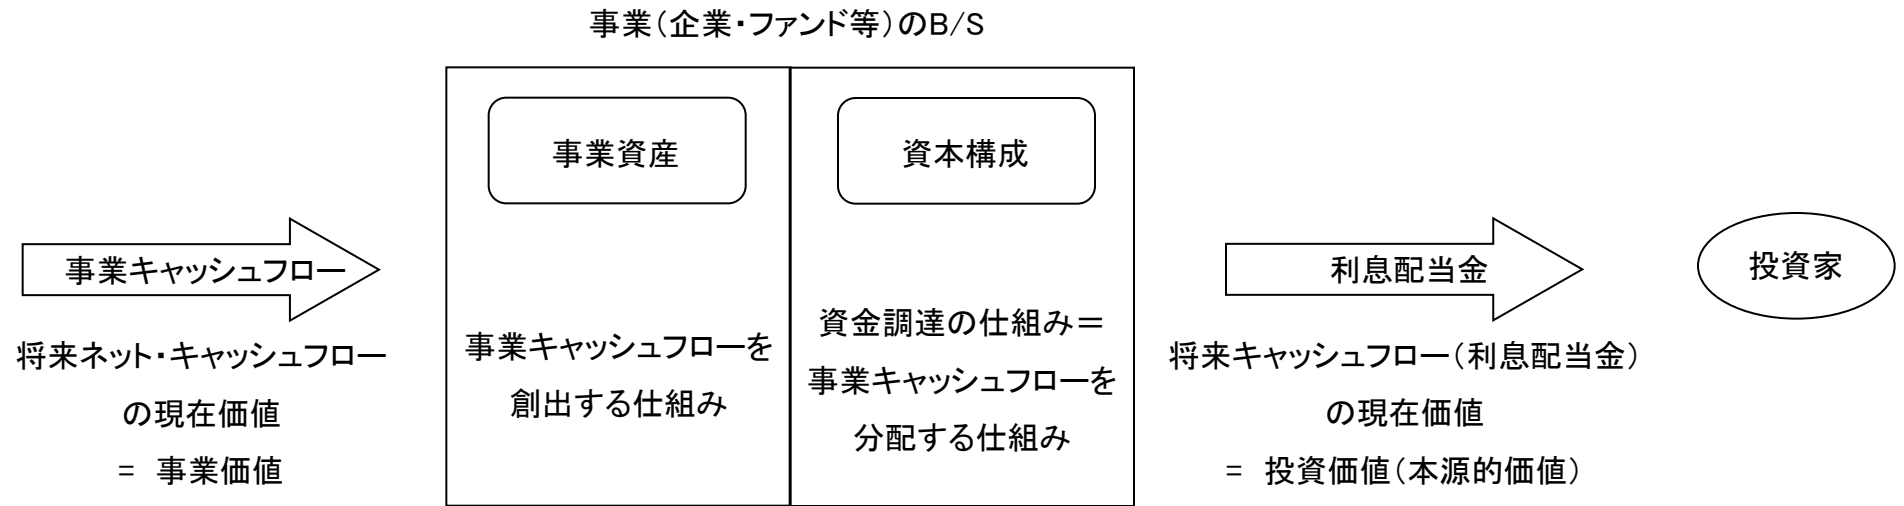 事業（企業・ファンド等）のB/S
事業資産
資本構成
事業キャッシュフロー
将来ネット・キャッシュフロー
の現在価値
= 事業価値
事業キャッシュフローを
創出する仕組み
資金調達の仕組み＝
事業キャッシュフローを
分配する仕組み
利息配当金
将来キャッシュフロー（利息配当金）
の現在価値
= 投資価値（本源的価値）
投資家